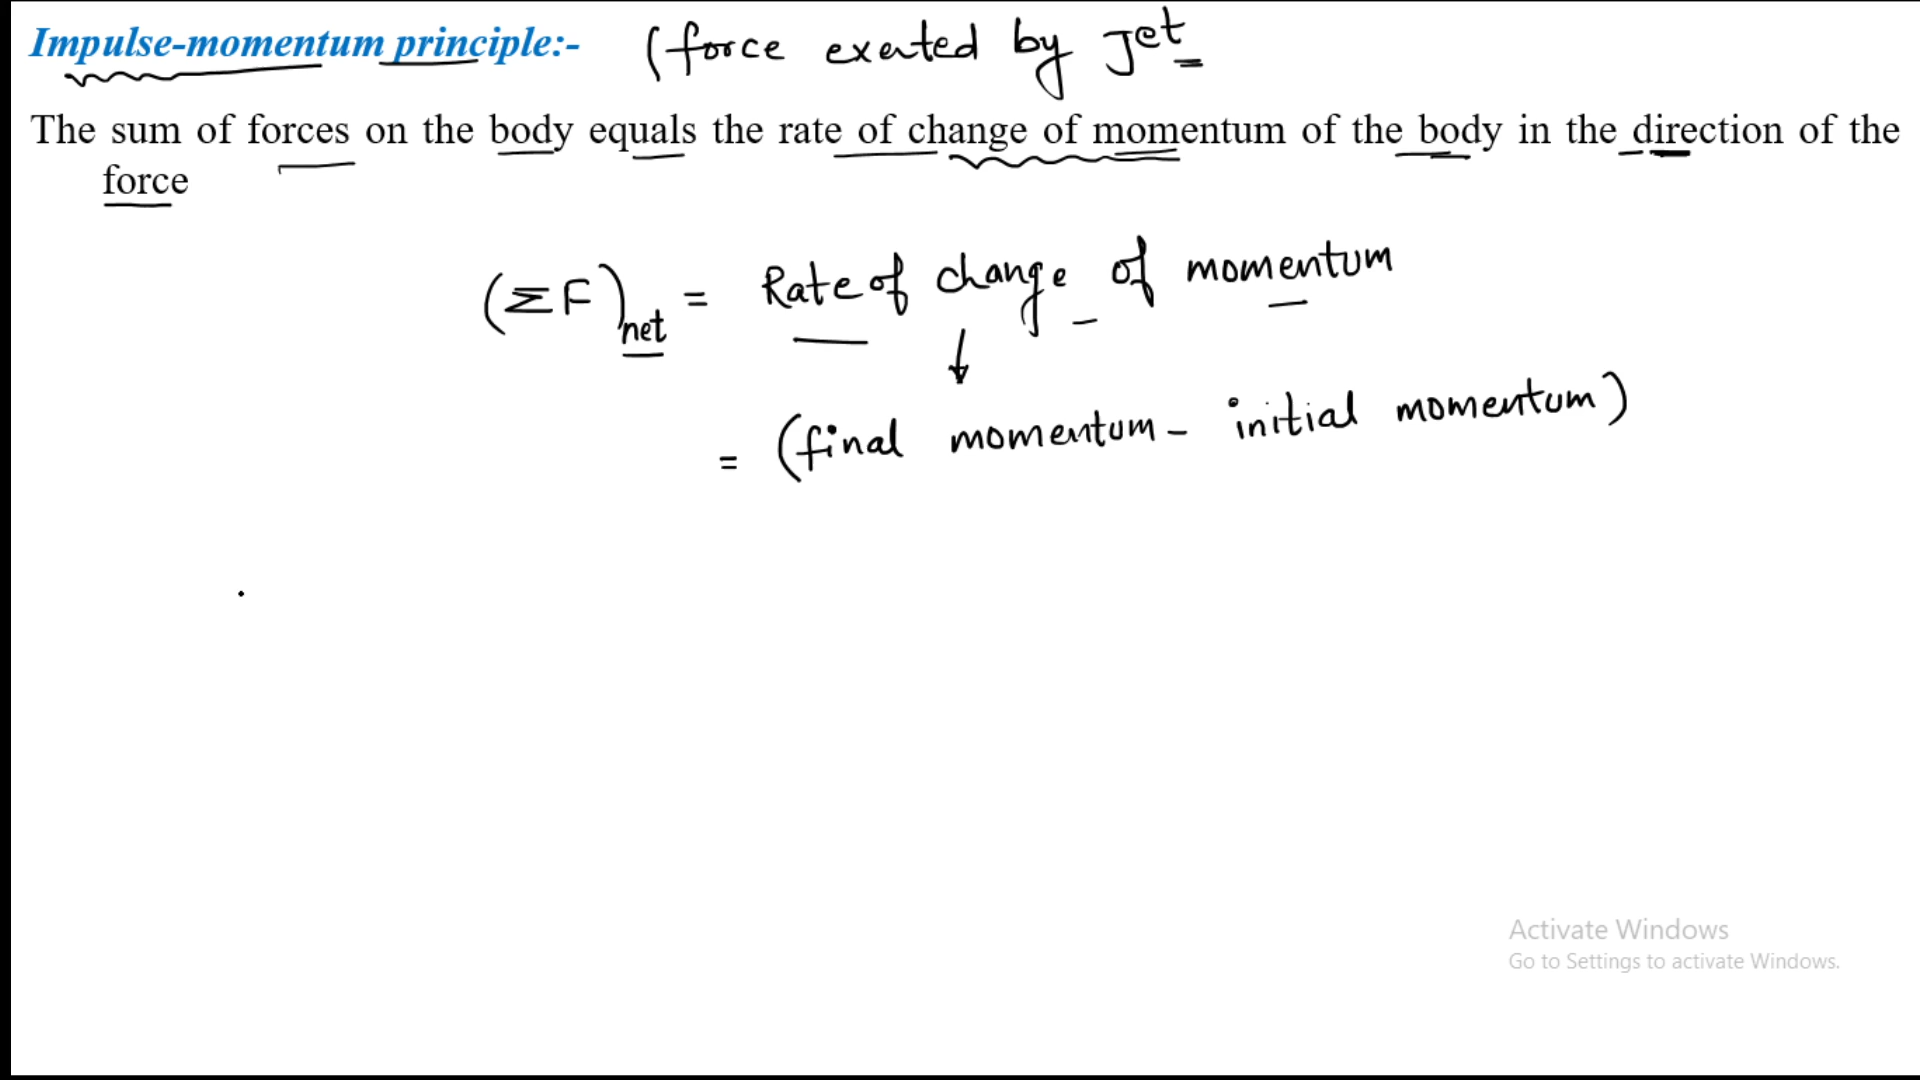 Impulse-momentum principle:- (force exerted by Jet
The sum of forces on the body equals the rate of change of momentum of the body in the direction of the
force
(ΣF)net = Rate of change of momentum
= (final momentum - initial momentum)
Activate Windows
Go to Settings to activate Windows.